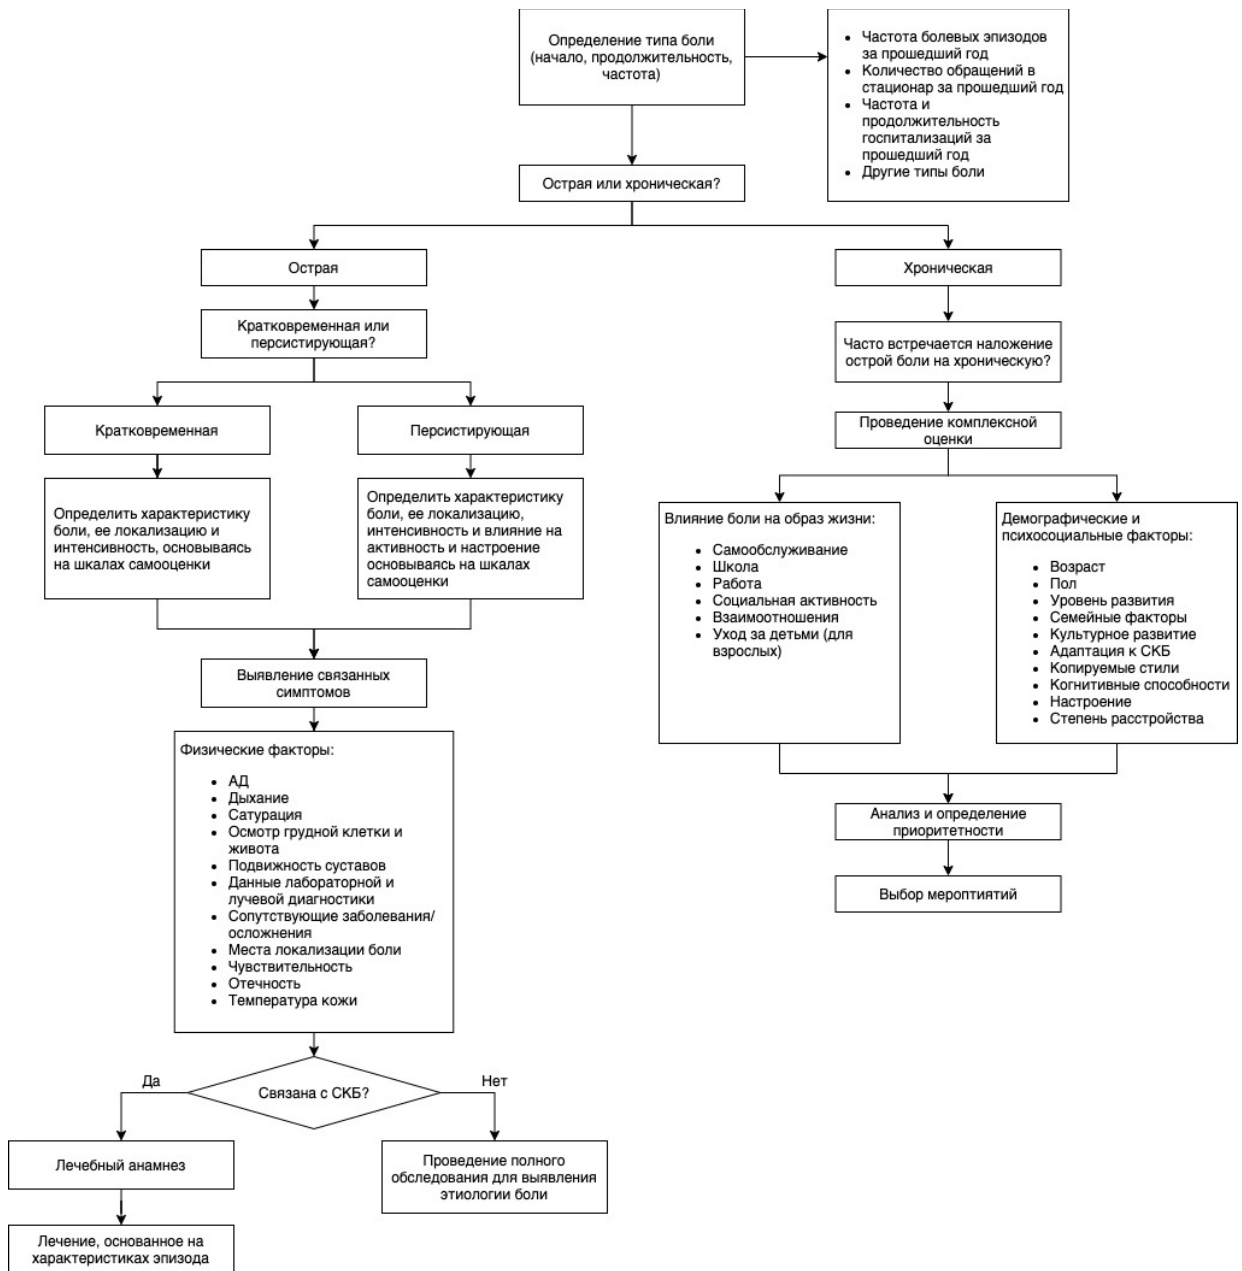 Определение типа боли
(начало, продолжительность,
частота)
• Частота болевых эпизодов
за прошедший год
• Количество обращений в
стационар за прошедший год
• Частота и
продолжительность
госпитализаций за
прошедший год
• Другие типы боли
Острая или хроническая?
Острая
Хроническая
Кратковременная или
персистирующая?
Часто встречается наложение
острой боли на хроническую?
Кратковременная
Персистирующая
Проведение комплексной
оценки
Определить характеристику
боли, ее локализацию и
интенсивность, основываясь
на шкалах самооценки
Определить характеристику
боли, ее локализацию,
интенсивность и влияние на
активность и настроение
основываясь на шкалах
самооценки
Влияние боли на образ жизни:
• Самообслуживание
• Школа
• Работа
• Социальная активность
• Взаимоотношения
• Уход за детьми (для
взрослых)
Демографические и
психосоциальные факторы:
• Возраст
• Пол
• Уровень развития
• Семейные факторы
• Культурное развитие
• Адаптация к СКБ
• Копируемые стили
• Когнитивные способности
• Настроение
• Степень расстройства
Выявление связанных
симптомов
Физические факторы:
• АД
• Дыхание
• Сатурация
• Осмотр грудной клетки и
живота
• Подвижность суставов
• Данные лабораторной и
лучевой диагностики
• Сопутствующие заболевания/
осложнения
• Места локализации боли
• Чувствительность
• Отечность
• Температура кожи
Анализ и определение
приоритетности
Выбор мероптиятий
Связана с СКБ?
Да
Нет
Лечебный анамнез
Проведение полного
обследования для выявления
этиологии боли
Лечение, основанное на
характеристиках эпизода